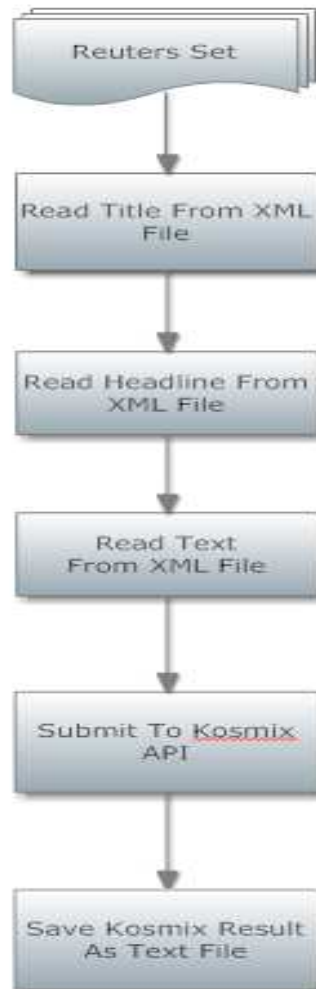 Reuters Set
Read Title From XML
File
Read Headline From
XML File
Read Text
From XML File
Submit To Kosmix
API
Save Kosmix Result
As Text File